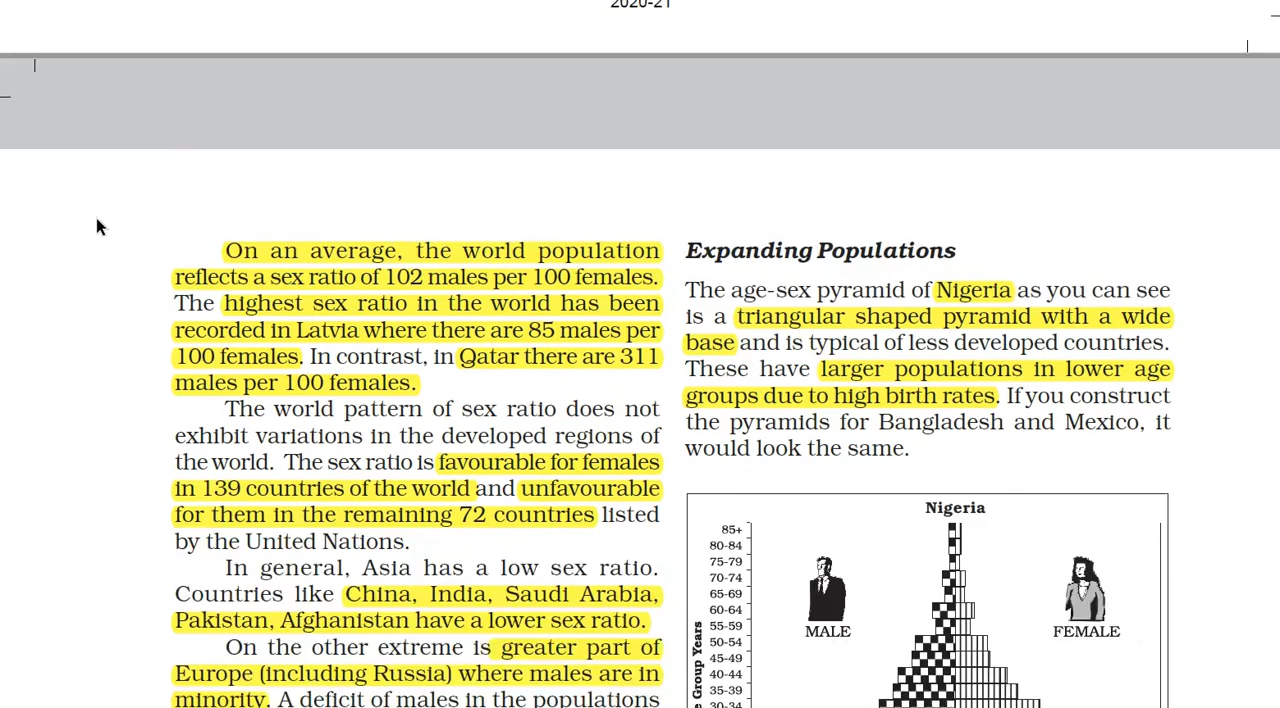 2020-21
On an average, the world population
reflects a sex ratio of 102 males per 100 females.
The highest sex ratio in the world has been
recorded in Latvia where there are 85 males per
100 females. In contrast, in Qatar there are 311
males per 100 females.
The world pattern of sex ratio does not
exhibit variations in the developed regions of
the world. The sex ratio is favourable for females
in 139 countries of the world and unfavourable
for them in the remaining 72 countries listed
by the United Nations.
In general, Asia has a low sex ratio.
Countries like China, India, Saudi Arabia,
Pakistan, Afghanistan have a lower sex ratio.
On the other extreme is greater part of
Europe (including Russia) where males are in
minority. A deficit of males in the populations
Expanding Populations
The age-sex pyramid of Nigeria as you can see
is a triangular shaped pyramid with a wide
base and is typical of less developed countries.
These have larger populations in lower age
groups due to high birth rates. If you construct
the pyramids for Bangladesh and Mexico, it
would look the same.
Nigeria
85+
80-84
75-79
70-74
65-69
60-64
55-59
50-54
45-49
40-44
35-39
30-34
MALE
FEMALE
Group Years